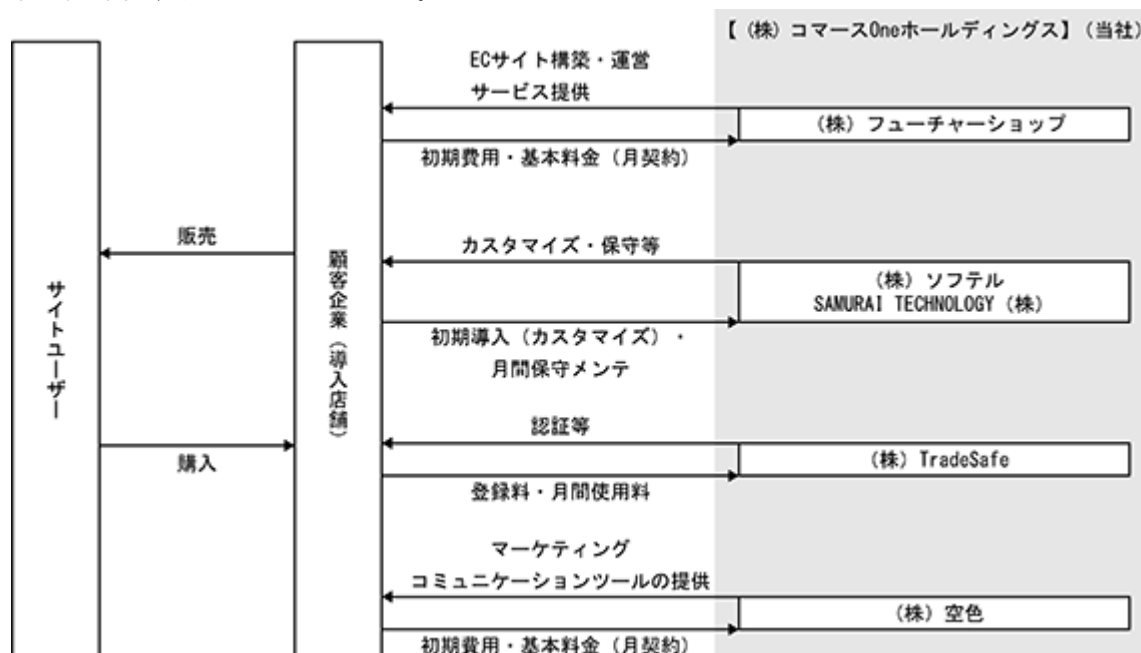 【（株）コマースOneホールディングス】（当社）
ECサイト構築・運営
サービス提供
（株）フューチャーショップ
初期費用・基本料金（月契約）
販売
カスタマイズ・保守等
（株）ソフテル
SAMURAI TECHNOLOGY（株）
初期導入（カスタマイズ）・
月間保守メンテ
サイトユーザー
顧客企業（導入店舗）
認証等
（株）TradeSafe
購入
登録料・月間使用料
マーケティング
コミュニケーションツールの提供
（株）空色
初期費用・基本料金（月契約）